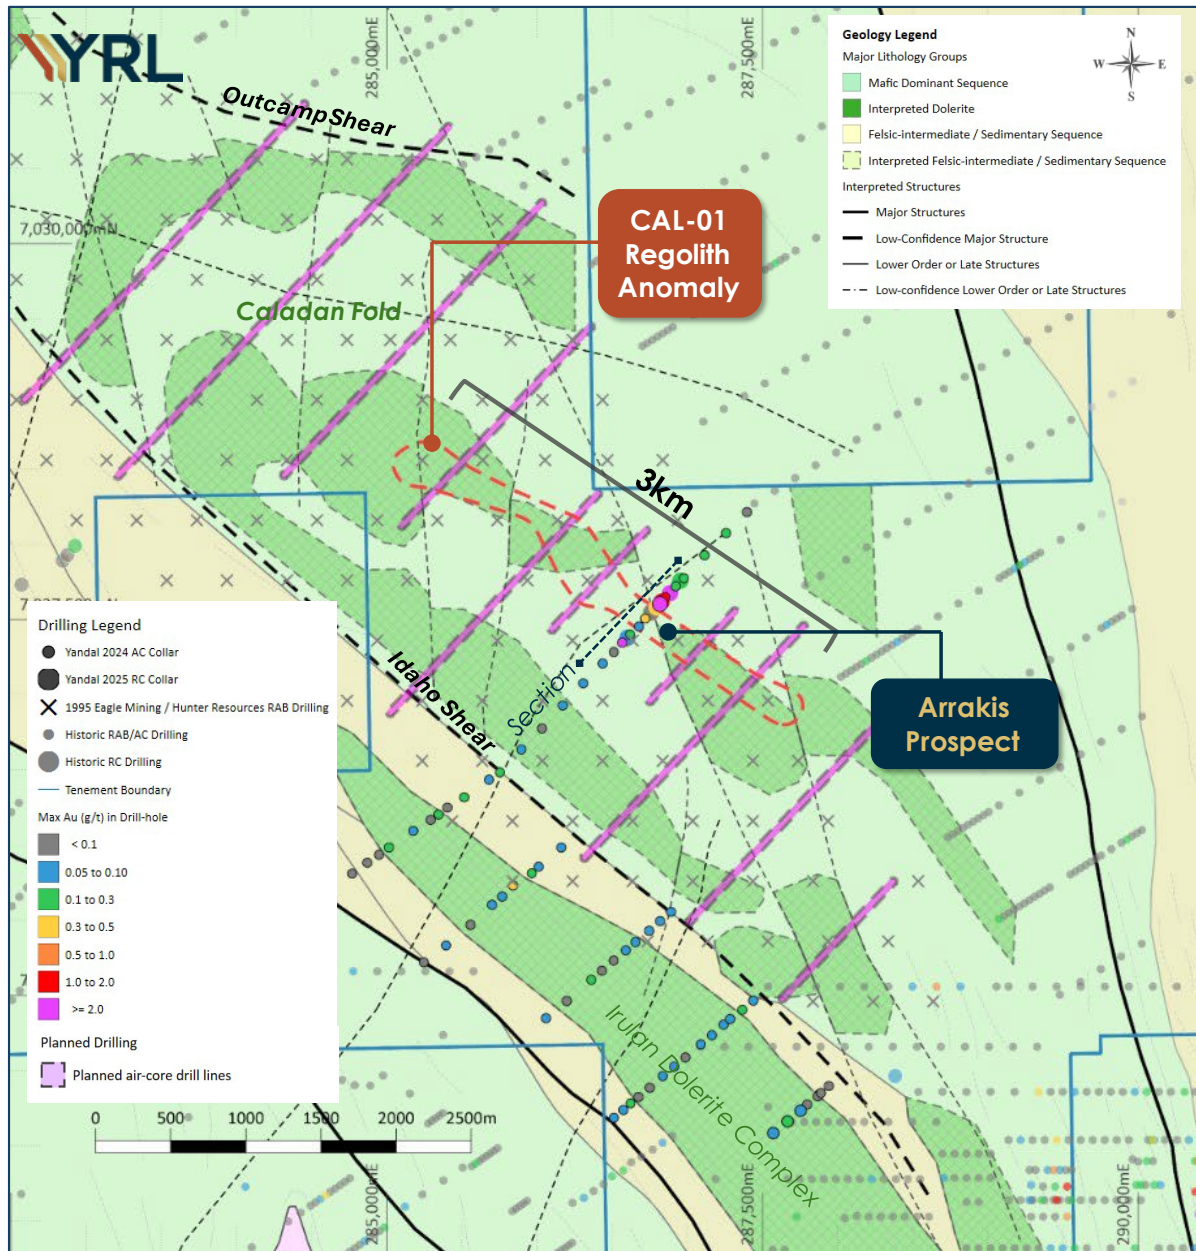 YRL
285,000mE
287,500mE
Outcamp Shear
7,030,000mN
Caladan Fold
CAL-01
Regolith
Anomaly
Geology Legend
Major Lithology Groups
Mafic Dominant Sequence
Interpreted Dolerite
Felsic-intermediate / Sedimentary Sequence
Interpreted Felsic-intermediate / Sedimentary Sequence
Interpreted Structures
Major Structures
Low-Confidence Major Structure
Lower Order or Late Structures
Low-confidence Lower Order or Late Structures
N
W
E
S
3km
Section
Idaho Shear
Arrakis
Prospect
Drilling Legend
Yandal 2024 AC Collar
Yandal 2025 RC Collar
1995 Eagle Mining / Hunter Resources RAB Drilling
Historic RAB/AC Drilling
Historic RC Drilling
Tenement Boundary
Max Au (g/t) in Drill-hole
< 0.1
0.05 to 0.10
0.1 to 0.3
0.3 to 0.5
0.5 to 1.0
1.0 to 2.0
>= 2.0
Planned Drilling
Planned air-core drill lines
Irulan Dolerite Complex
0 500 1000 1500 2000 2500m
285,000mE
287,500mE
290,000mE